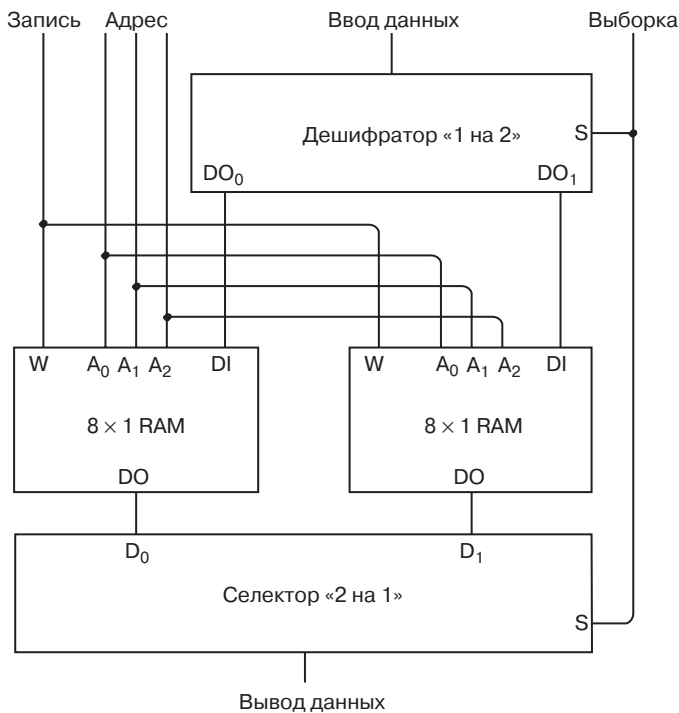 Запись Адрес Ввод данных Выборка
Дешифратор «1 на 2» S
DO₀ DO₁
W A₀ A₁ A₂ DI W A₀ A₁ A₂ DI
8 × 1 RAM 8 × 1 RAM
DO DO
D₀ D₁
Селектор «2 на 1»
S
Вывод данных